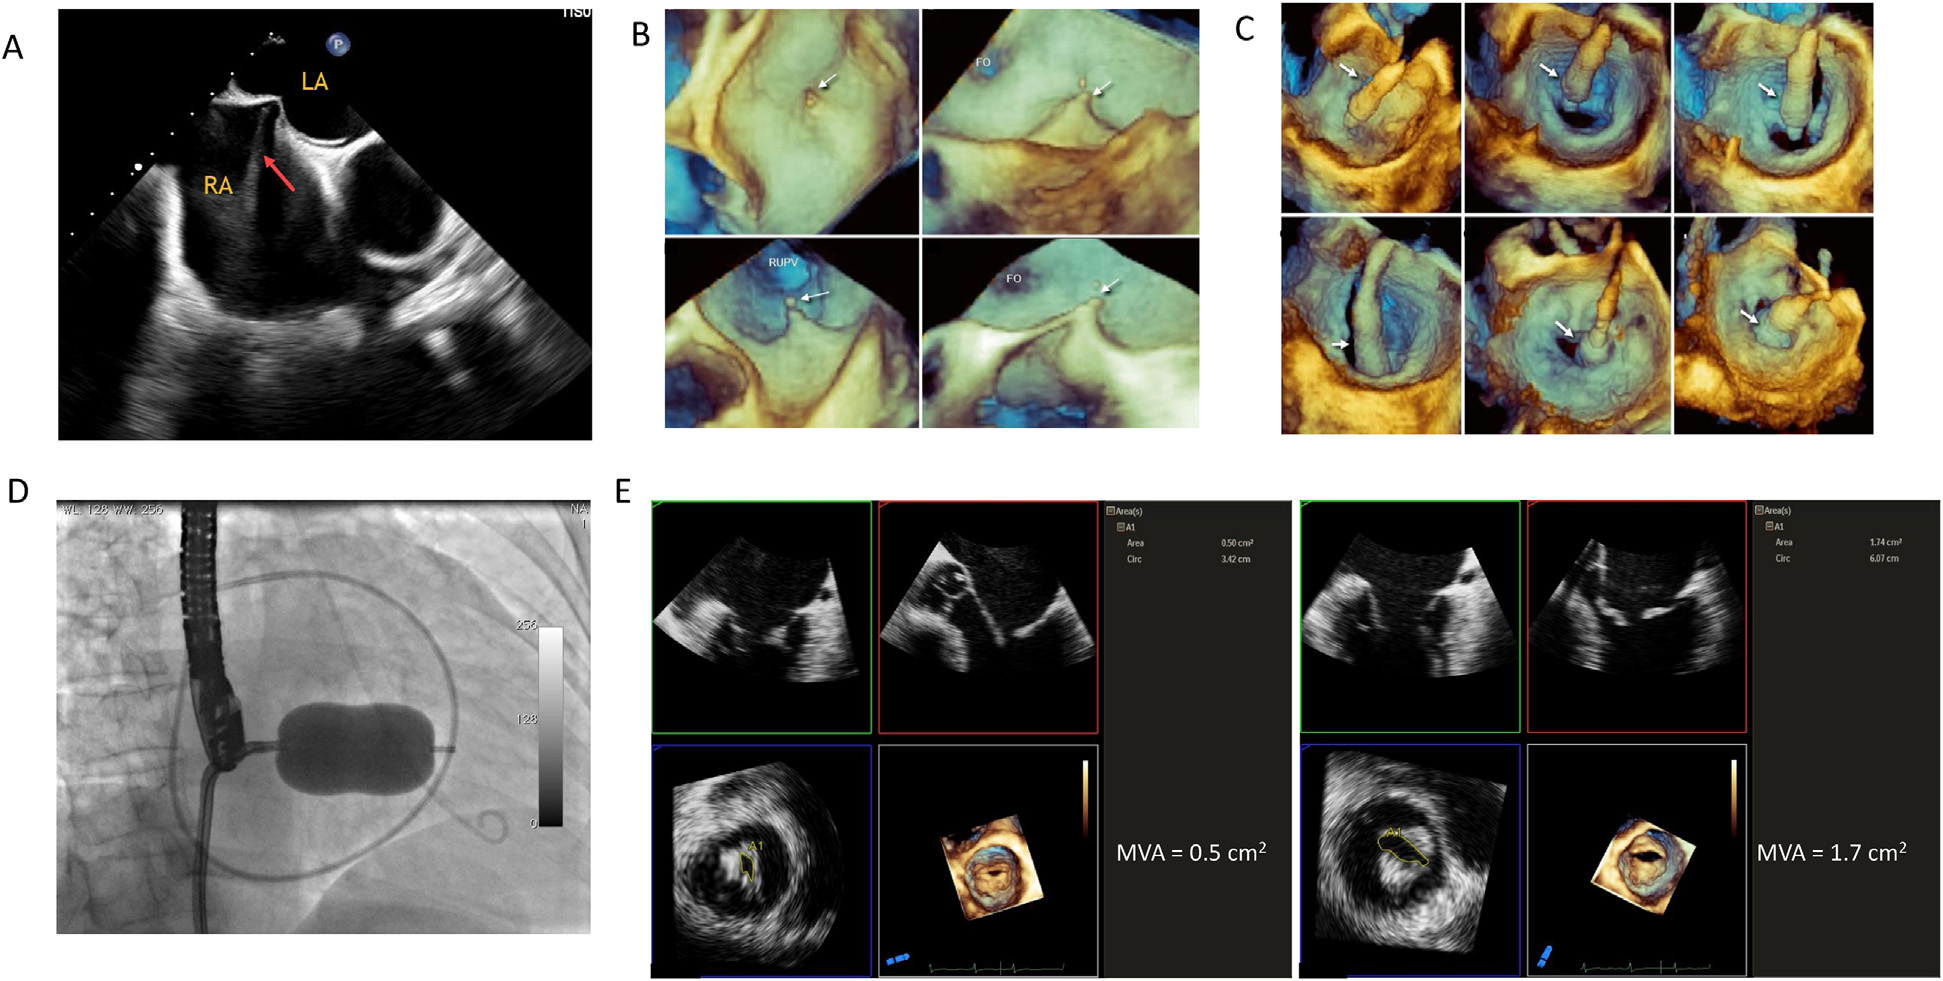 A
P
LA
RA
B
FO
RUPV
FO
C
D
WL: 128 WW: 256
NA
1
256
128
0
E
Area(s)
A1
Area 0.50 cm²
Circ 3.42 cm
A1
MVA = 0.5 cm²
Area(s)
A1
Area 1.74 cm²
Circ 6.07 cm
A1
MVA = 1.7 cm²